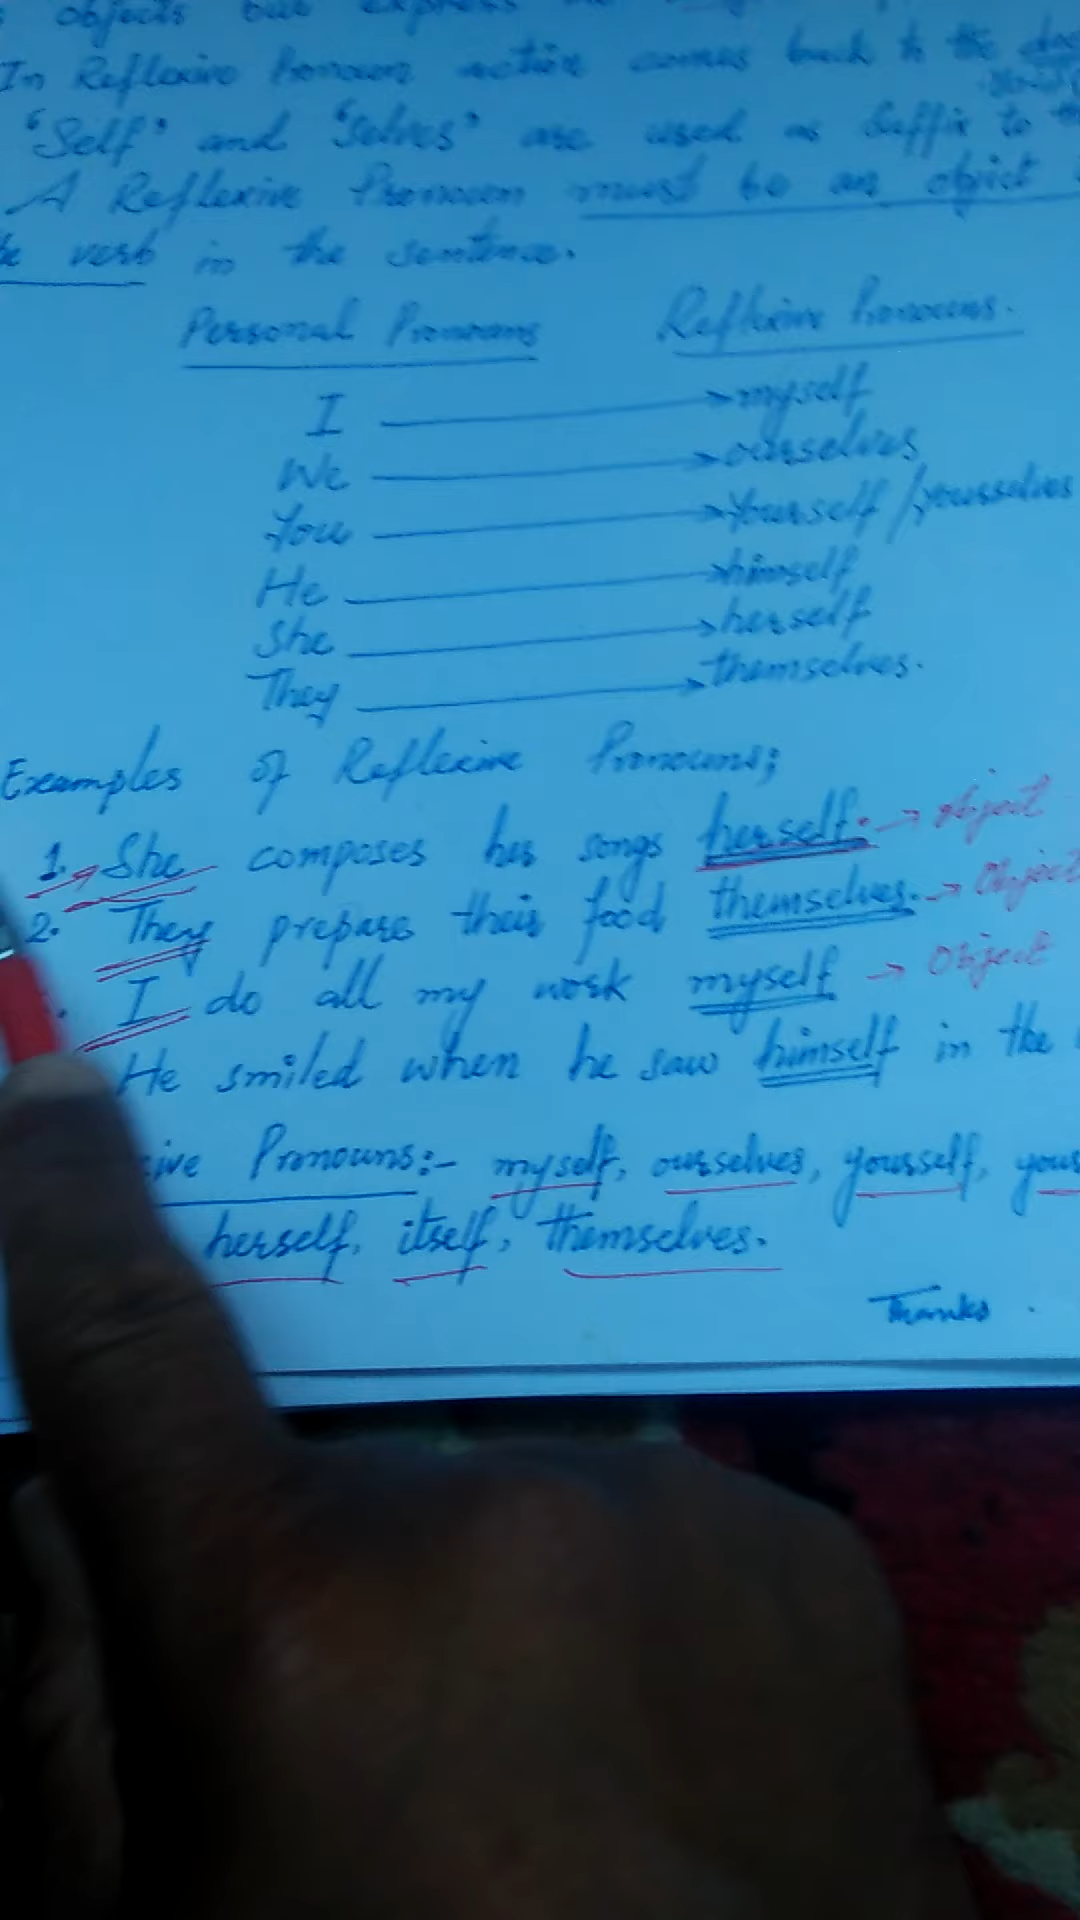 objects but express the
In Reflexive Pronoun action comes back to the doer
"Self" and "Selves" are used as Suffix to
A Reflexive Pronoun must be an object
verb in the sentence.
Personal Pronouns Reflexive Pronouns.
I → myself
We → ourselves
You → Yourself / yourselves
He → himself
She → herself
They → themselves.
Examples of Reflexive Pronouns;
1. She composes her songs herself. → object
2. They prepare their food themselves. → Object
I do all my work myself → Object
He smiled when he saw himself in the
ive Pronouns:- myself, ourselves, yourself, your
herself, itself, themselves.
Thanks.